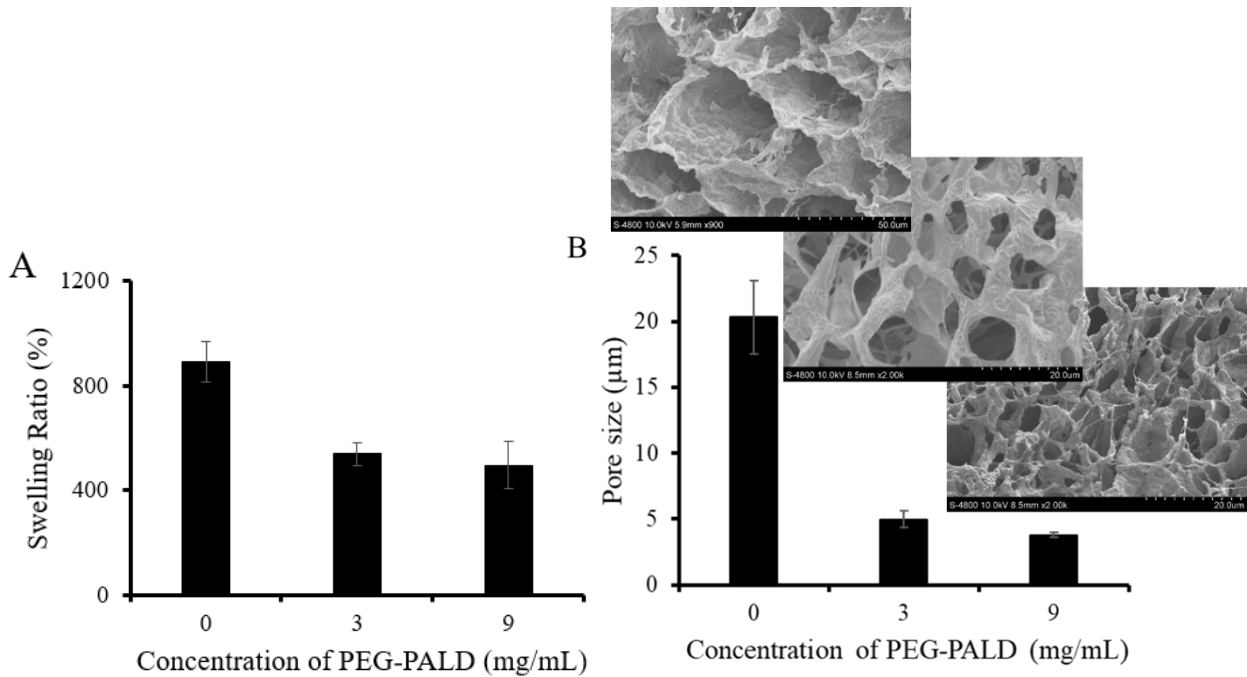 A
Swelling Ratio (%)
1200
800
400
0
0 3 9
Concentration of PEG-PALD (mg/mL)
B
Pore size (µm)
25
20
15
10
5
0
0 3 9
Concentration of PEG-PALD (mg/mL)
S-4800 10.0kV 5.9mm x900 50.0um
S-4800 10.0kV 8.5mm x2.00k 20.0um
S-4800 10.0kV 8.5mm x2.00k 20.0um